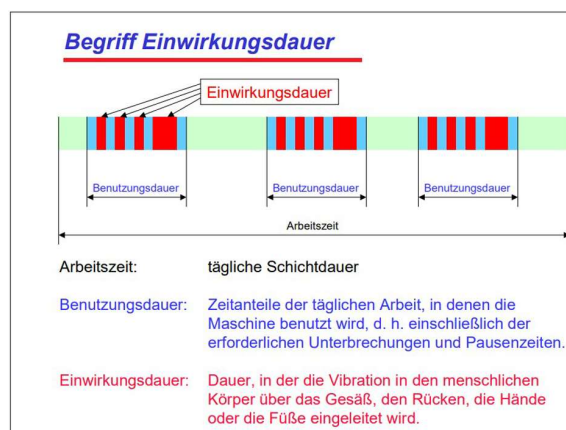 Begriff Einwirkungsdauer
Einwirkungsdauer
Benutzungsdauer Benutzungsdauer Benutzungsdauer
Arbeitszeit
Arbeitszeit: tägliche Schichtdauer
Benutzungsdauer: Zeitanteile der täglichen Arbeit, in denen die
Maschine benutzt wird, d. h. einschließlich der
erforderlichen Unterbrechungen und Pausenzeiten.
Einwirkungsdauer: Dauer, in der die Vibration in den menschlichen
Körper über das Gesäß, den Rücken, die Hände
oder die Füße eingeleitet wird.